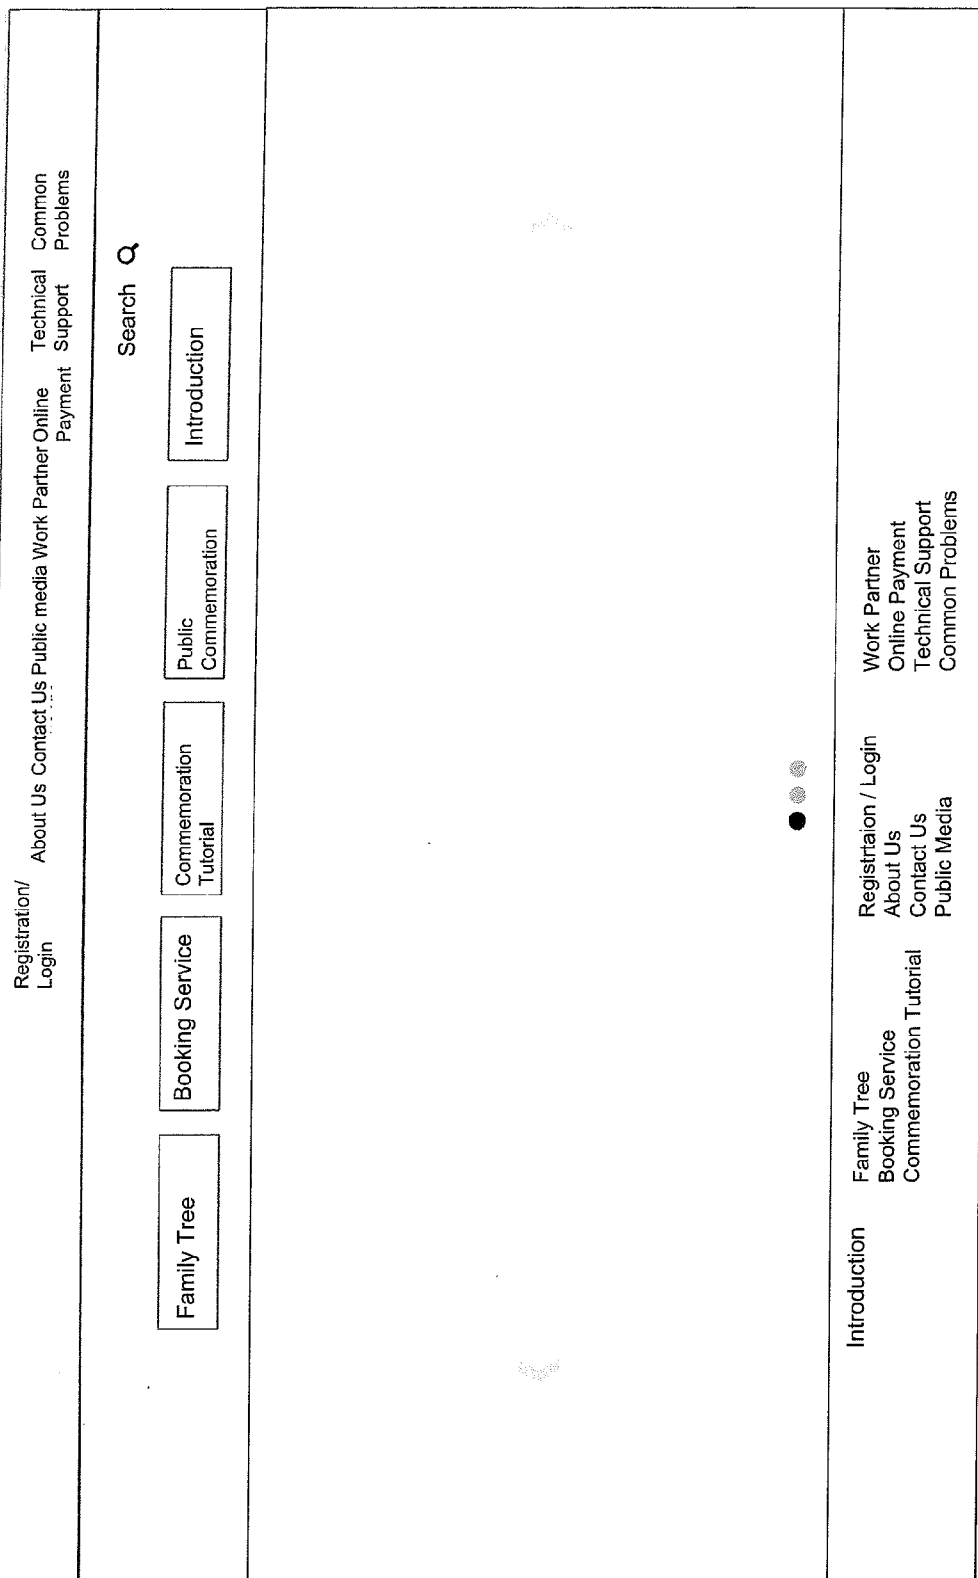 Registration/
Login
About Us Contact Us Public media Work Partner Online
Payment
Technical
Support
Common
Problems
Search
Family Tree
Booking Service
Commemoration
Tutorial
Public
Commemoration
Introduction
Introduction
Family Tree
Booking Service
Commemoration Tutorial
Registrtaion / Login
About Us
Contact Us
Public Media
Work Partner
Online Payment
Technical Support
Common Problems